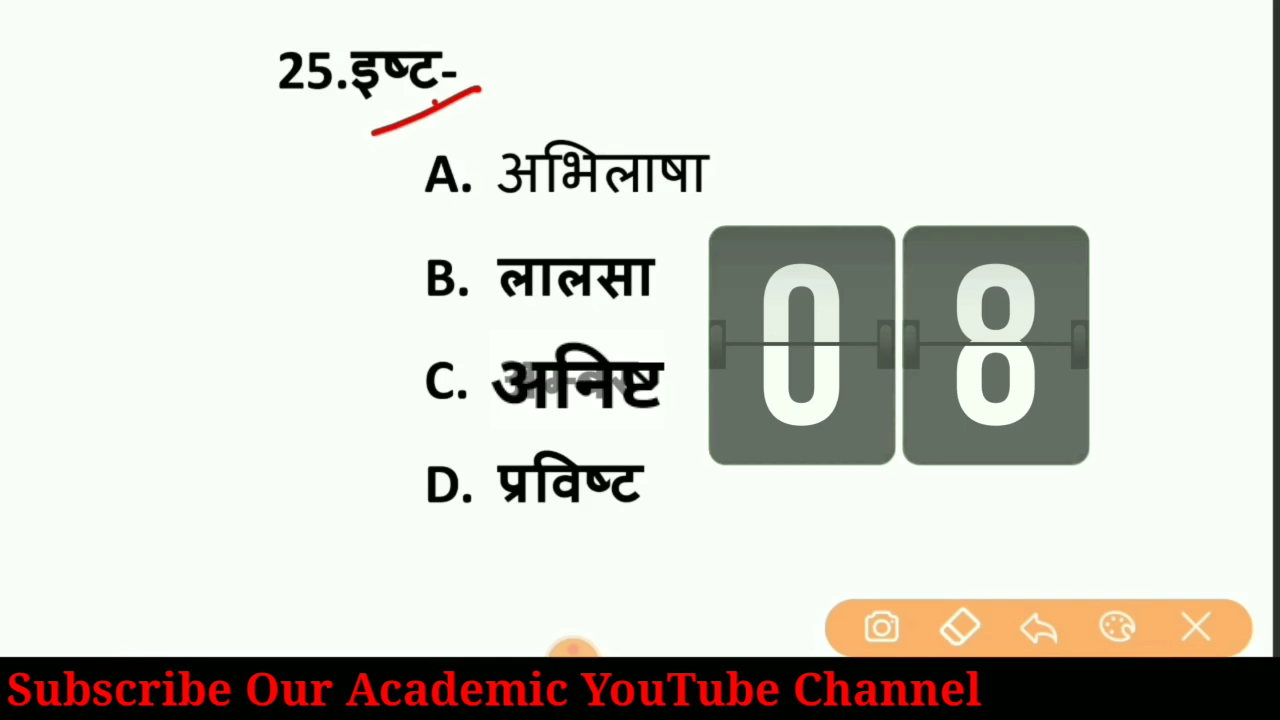 25.इष्ट-
A. अभिलाषा
B. लालसा
C. अनिष्ट
D. प्रविष्ट
08
Subscribe Our Academic YouTube Channel